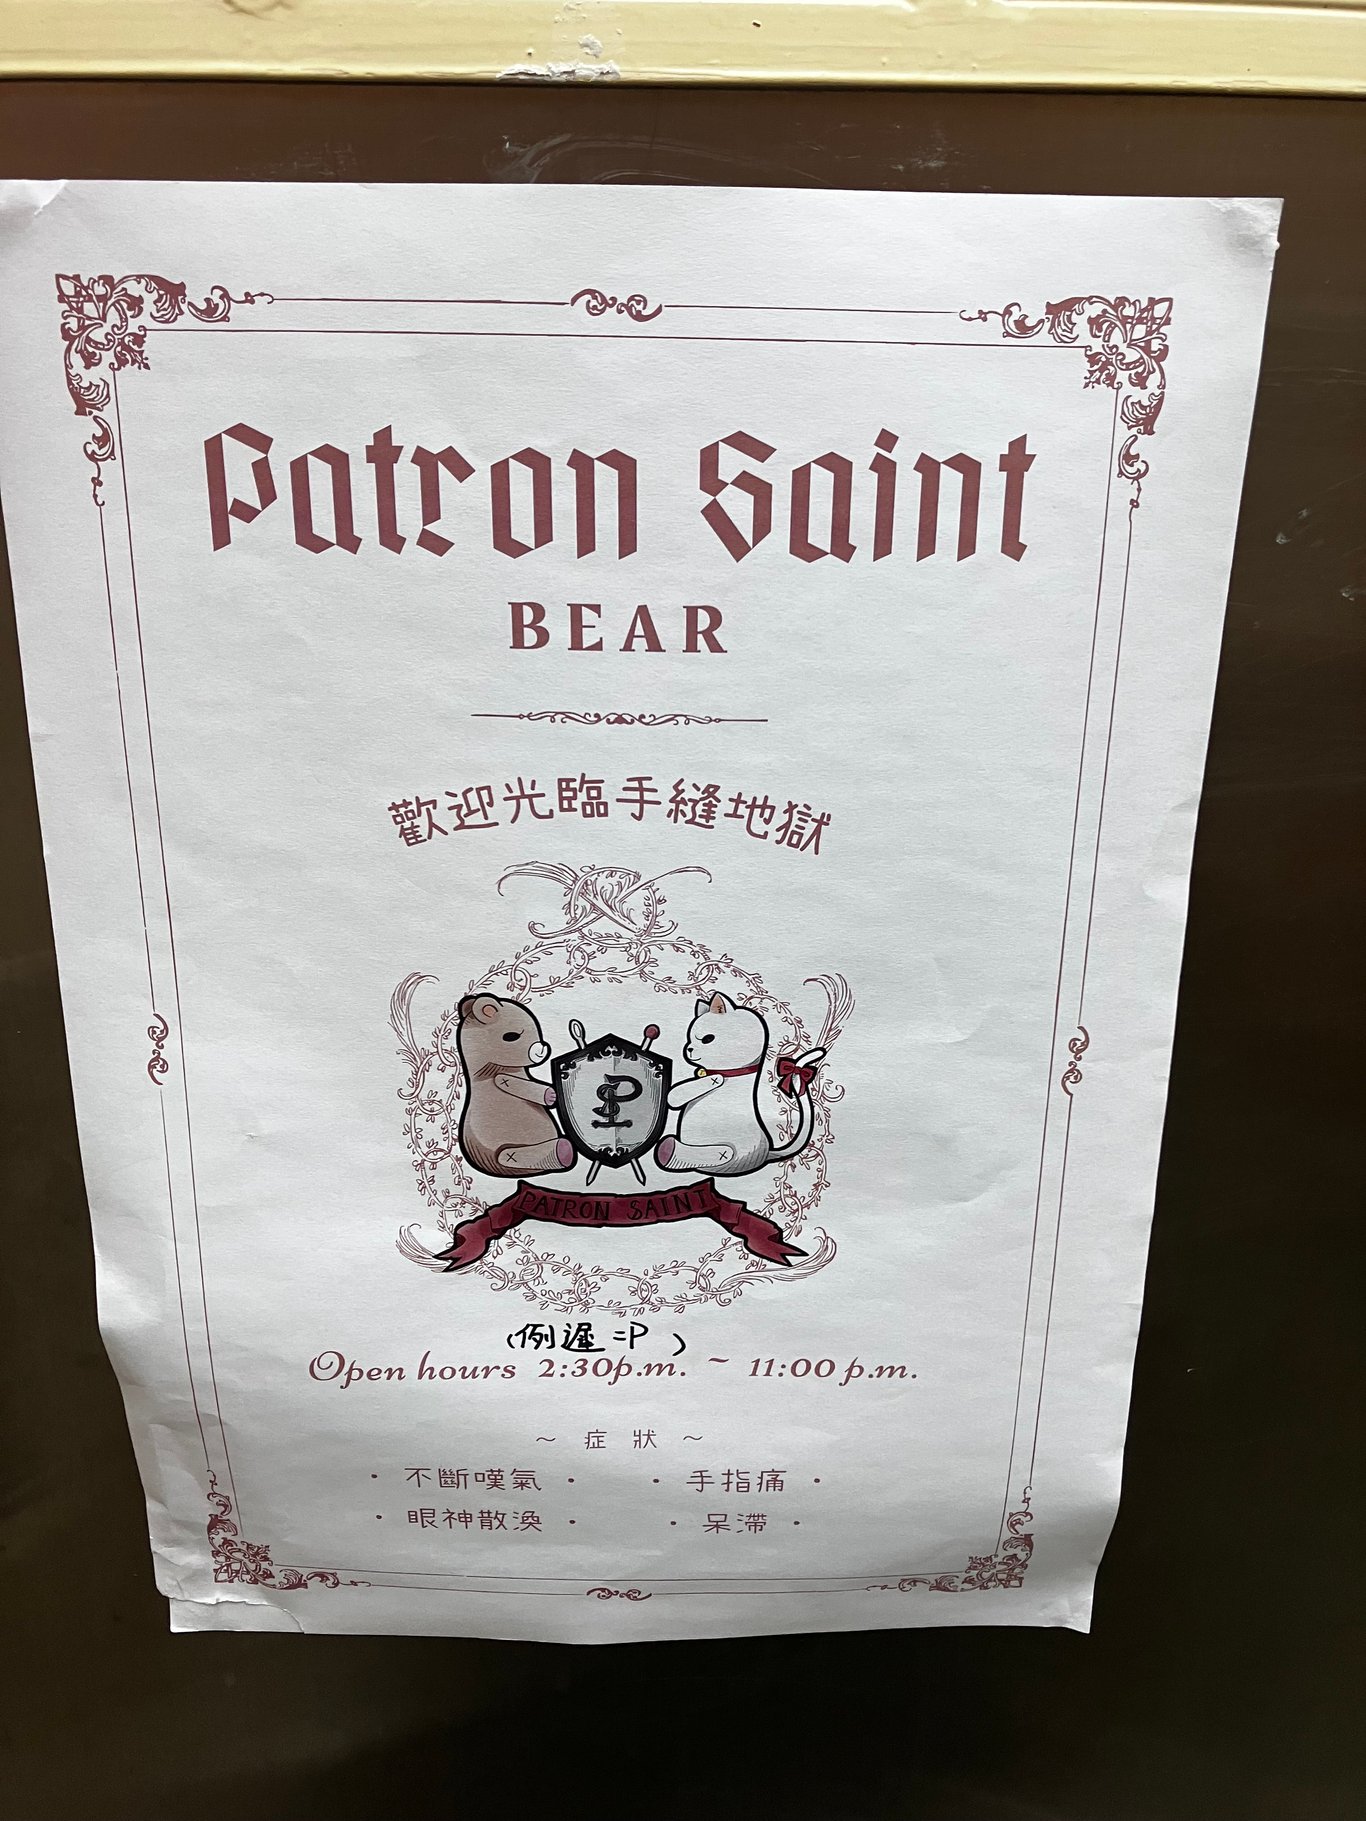 Patron Saint
BEAR
歡迎光臨手縫地獄
PS
PATRON SAINT
(例遲 =P )
Open hours 2:30p.m. ~ 11:00 p.m.
~ 症 狀 ~
· 不斷嘆氣 · · 手指痛 ·
· 眼神散渙 · · 呆滯 ·